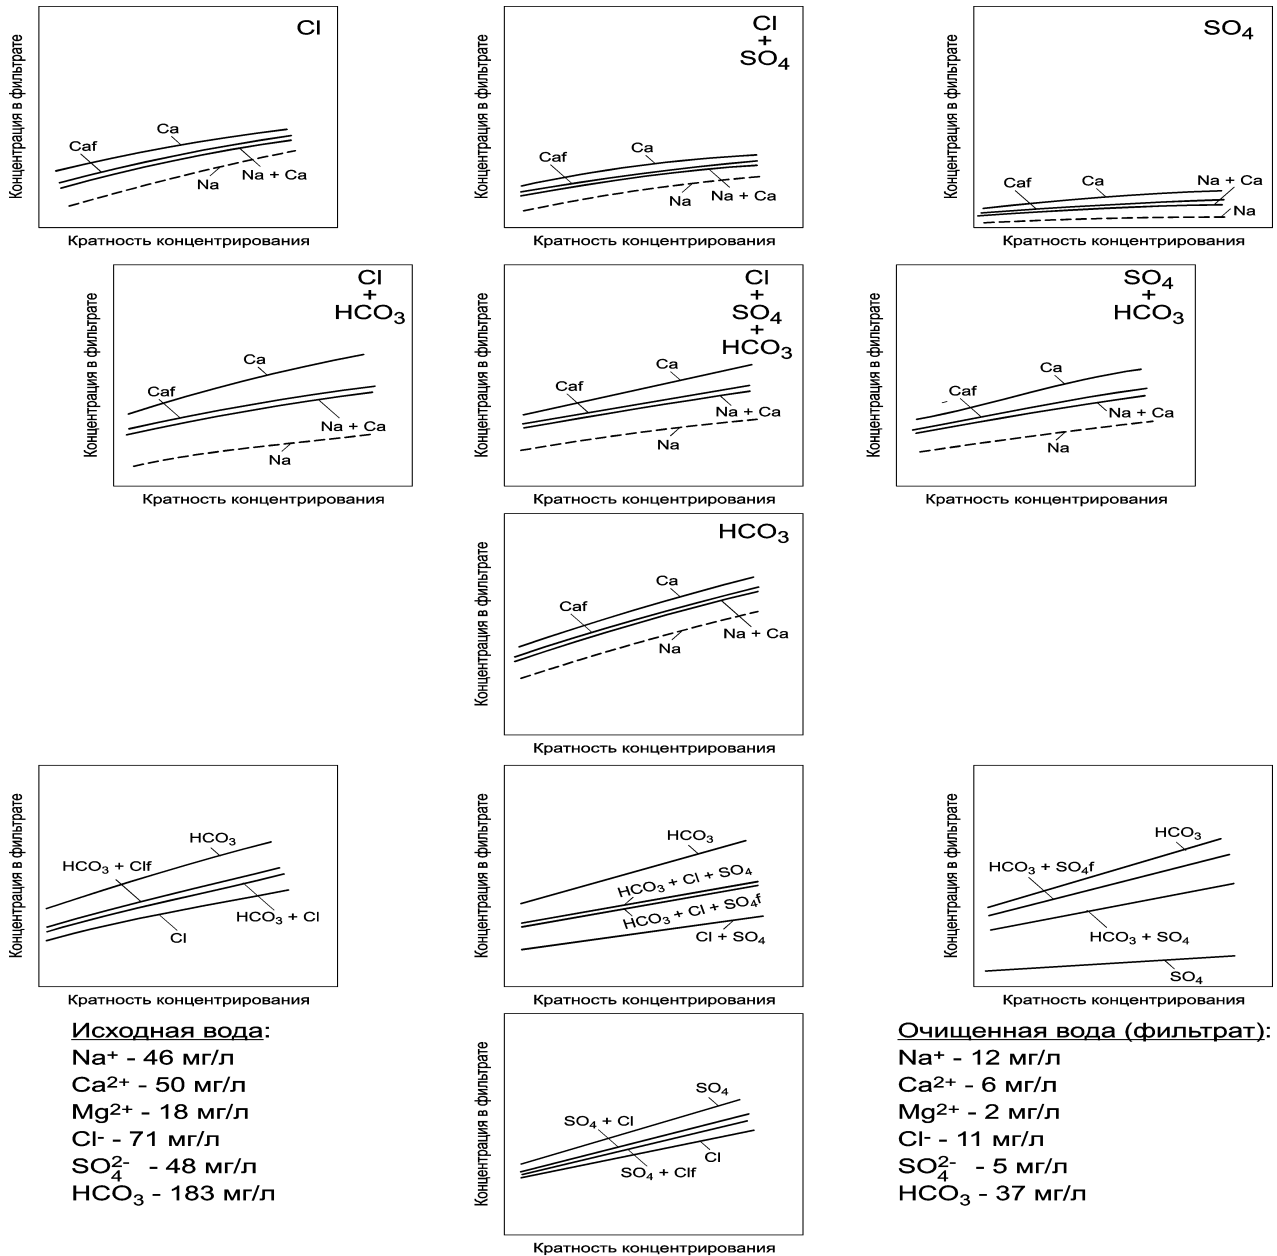 Концентрация в фильтрате
Cl
Ca
Caf
Na + Ca
Na
Кратность концентрирования
Концентрация в фильтрате
Cl
+
SO₄
Ca
Caf
Na
Na + Ca
Кратность концентрирования
Концентрация в фильтрате
SO₄
Caf
Ca
Na + Ca
Na
Кратность концентрирования
Концентрация в фильтрате
Cl
+
HCO₃
Ca
Caf
Na + Ca
Na
Кратность концентрирования
Концентрация в фильтрате
Cl
+
SO₄
+
HCO₃
Ca
Caf
Na + Ca
Na
Кратность концентрирования
Концентрация в фильтрате
SO₄
+
HCO₃
Ca
Caf
Na + Ca
Na
Кратность концентрирования
Концентрация в фильтрате
HCO₃
Ca
Caf
Na + Ca
Na
Кратность концентрирования
Концентрация в фильтрате
HCO₃
HCO₃ + Clf
HCO₃ + Cl
Cl
Кратность концентрирования
Концентрация в фильтрате
HCO₃
HCO₃ + Cl + SO₄
HCO₃ + Cl + SO₄f
Cl + SO₄
Кратность концентрирования
Концентрация в фильтрате
HCO₃
HCO₃ + SO₄f
HCO₃ + SO₄
SO₄
Кратность концентрирования
Исходная вода:
Na⁺ - 46 мг/л
Ca²⁺ - 50 мг/л
Mg²⁺ - 18 мг/л
Cl⁻ - 71 мг/л
SO₄²⁻ - 48 мг/л
HCO₃ - 183 мг/л
Концентрация в фильтрате
SO₄
SO₄ + Cl
Cl
SO₄ + Clf
Кратность концентрирования
Очищенная вода (фильтрат):
Na⁺ - 12 мг/л
Ca²⁺ - 6 мг/л
Mg²⁺ - 2 мг/л
Cl⁻ - 11 мг/л
SO₄²⁻ - 5 мг/л
HCO₃ - 37 мг/л